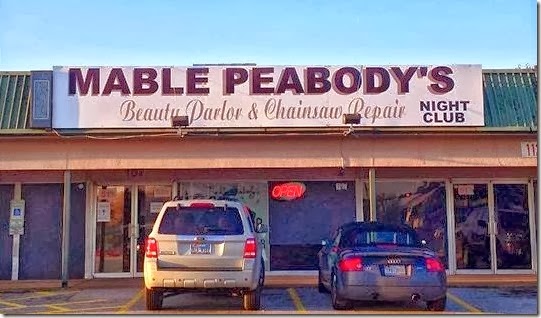 MABLE PEABODY'S
Beauty Parlor & Chainsaw Repair
NIGHT
CLUB
OPEN